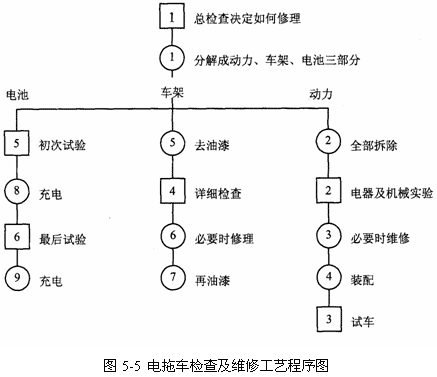 1 总检查决定如何修理
1 分解成动力、车架、电池三部分
电池 车架 动力
5 初次试验 5 去油漆 2 全部拆除
8 充电 4 详细检查 2 电器及机械实验
6 最后试验 6 必要时修理 3 必要时维修
9 充电 7 再油漆 4 装配
3 试车
图 5-5 电拖车检查及维修工艺程序图